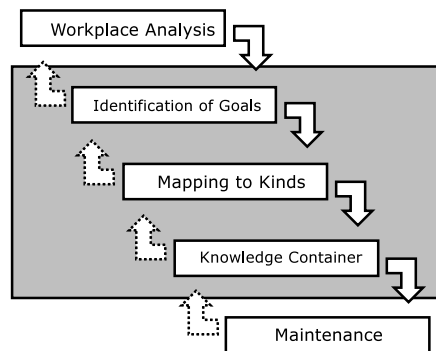 Workplace Analysis
Identification of Goals
Mapping to Kinds
Knowledge Container
Maintenance